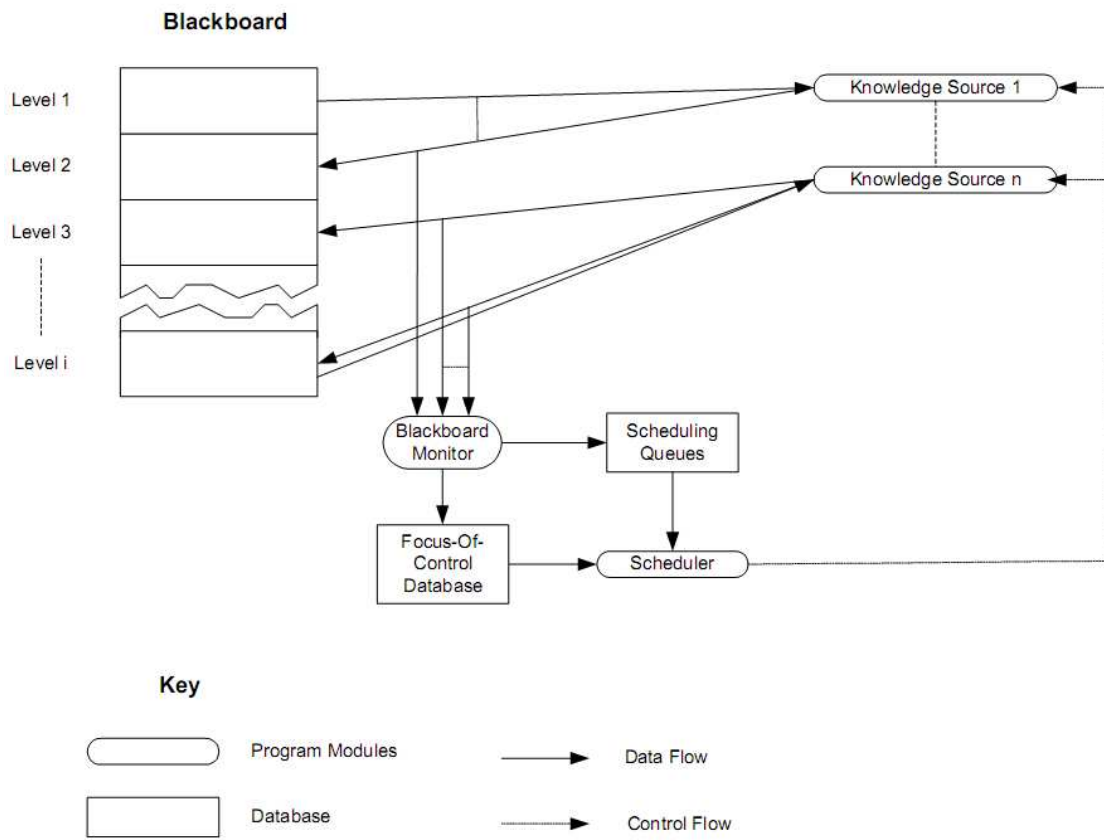 Blackboard
Level 1
Knowledge Source 1
Level 2
Knowledge Source n
Level 3
Level i
Blackboard
Monitor
Scheduling
Queues
Focus-Of-
Control
Database
Scheduler
Key
Program Modules
Data Flow
Database
Control Flow